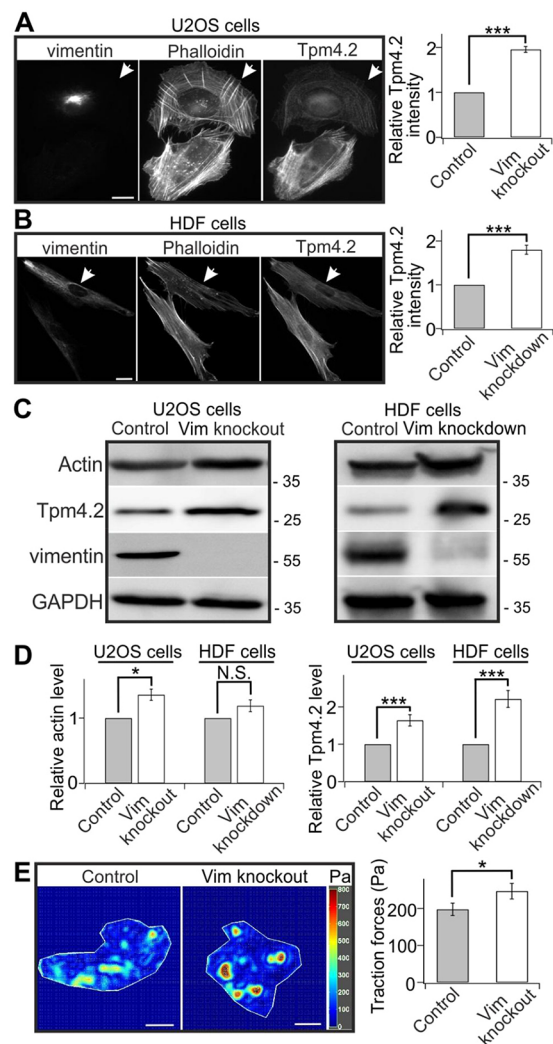 A
U2OS cells
vimentin Phalloidin Tpm4.2
Relative Tpm4.2
intensity
2
1
0
***
Control
Vim
knockout
B
HDF cells
vimentin Phalloidin Tpm4.2
Relative Tpm4.2
intensity
2
1
0
***
Control
Vim
knockdown
C
U2OS cells
Control Vim knockout
HDF cells
Control Vim knockdown
Actin
- 35
- 35
Tpm4.2
- 25
- 25
vimentin
- 55
- 55
GAPDH
- 35
- 35
D
U2OS cells HDF cells
Relative actin level
1
0
*
N.S.
Control
Vim
knockout
Control
Vim
knockdown
U2OS cells HDF cells
Relative Tpm4.2 level
2
1
0
***
***
Control
Vim
knockout
Control
Vim
knockdown
E
Control Vim knockout Pa
800
700
600
500
400
300
200
100
0
Traction forces (Pa)
200
100
0
*
Control
Vim
knockout